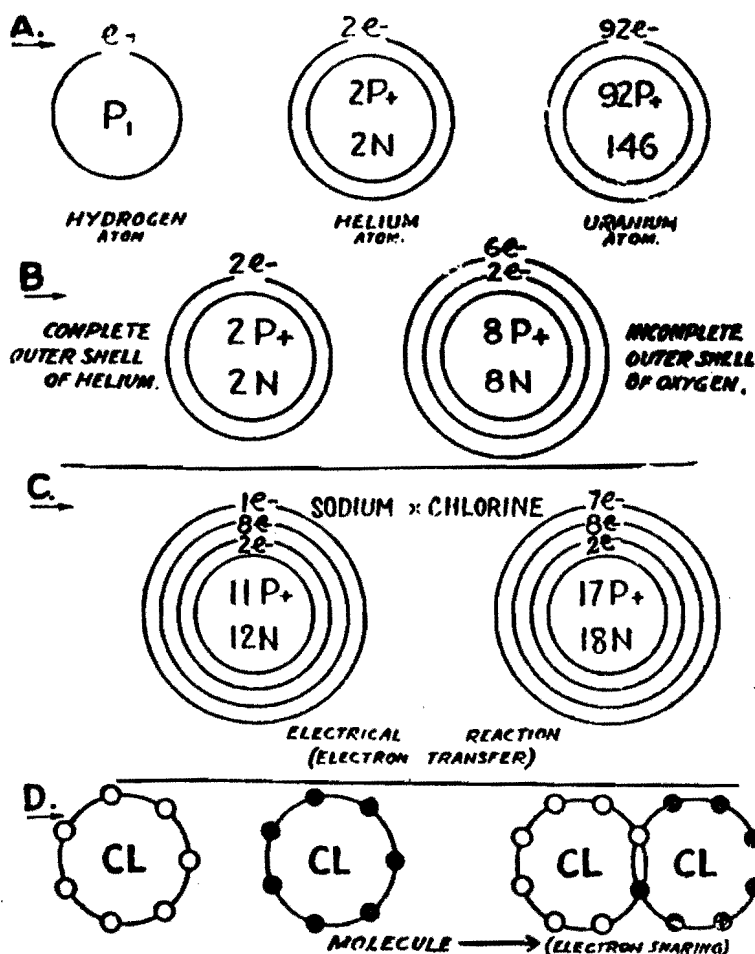 A.
e- 2e- 92e-
P1 2P+ 92P+
2N 146
HYDROGEN ATOM HELIUM ATOM. URANIUM ATOM.
B
2e- 6e-
2e-
COMPLETE OUTER SHELL OF HELIUM.
2P+ 8P+
2N 8N
INCOMPLETE OUTER SHELL OF OXYGEN.
C.
1e- SODIUM × CHLORINE 7e-
8e- 8e-
2e- 2e-
11P+ 17P+
12N 18N
ELECTRICAL REACTION
(ELECTRON TRANSFER)
D.
CL CL CL CL
MOLECULE (ELECTRON SHARING)